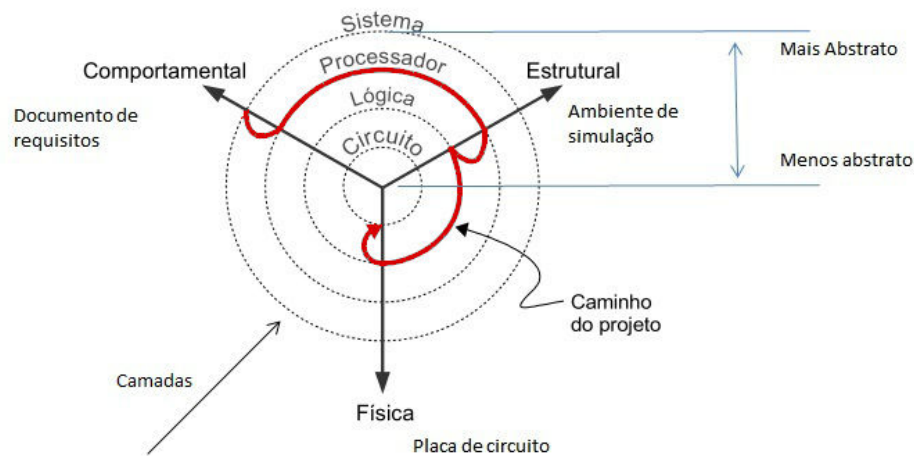 Sistema
Mais Abstrato
Comportamental
Processador
Estrutural
Documento de
requisitos
Lógica
Ambiente de
simulação
Circuito
Menos abstrato
Caminho
do projeto
Camadas
Física
Placa de circuito